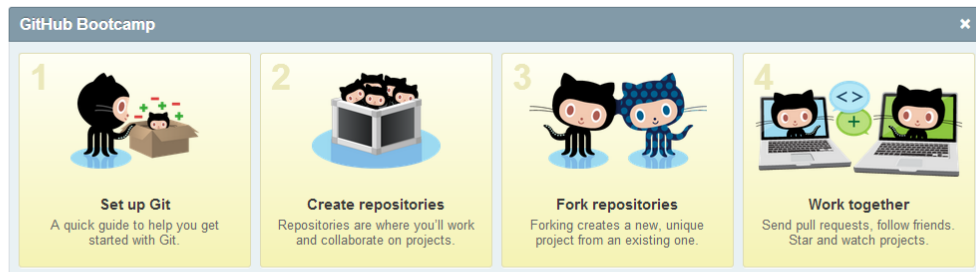 GitHub Bootcamp
1
Set up Git
A quick guide to help you get
started with Git.
2
Create repositories
Repositories are where you'll work
and collaborate on projects.
3
Fork repositories
Forking creates a new, unique
project from an existing one.
4
<>
+
Work together
Send pull requests, follow friends.
Star and watch projects.